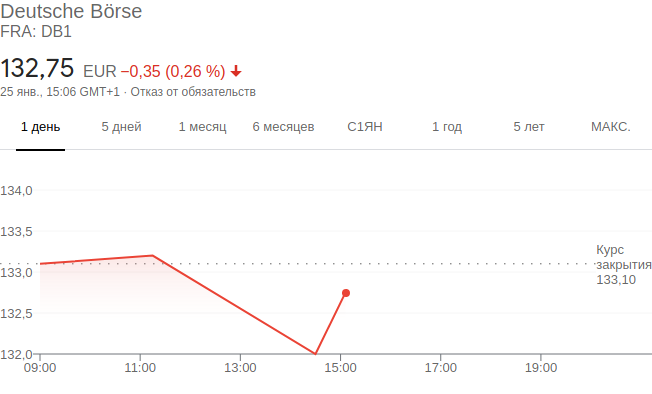 Deutsche Börse
FRA: DB1
132,75 EUR −0,35 (0,26 %)
25 янв., 15:06 GMT+1 · Отказ от обязательств
1 день 5 дней 1 месяц 6 месяцев С1ЯН 1 год 5 лет МАКС.
134,0
133,5
Курс
закрытия
133,10
133,0
132,5
132,0
09:00 11:00 13:00 15:00 17:00 19:00